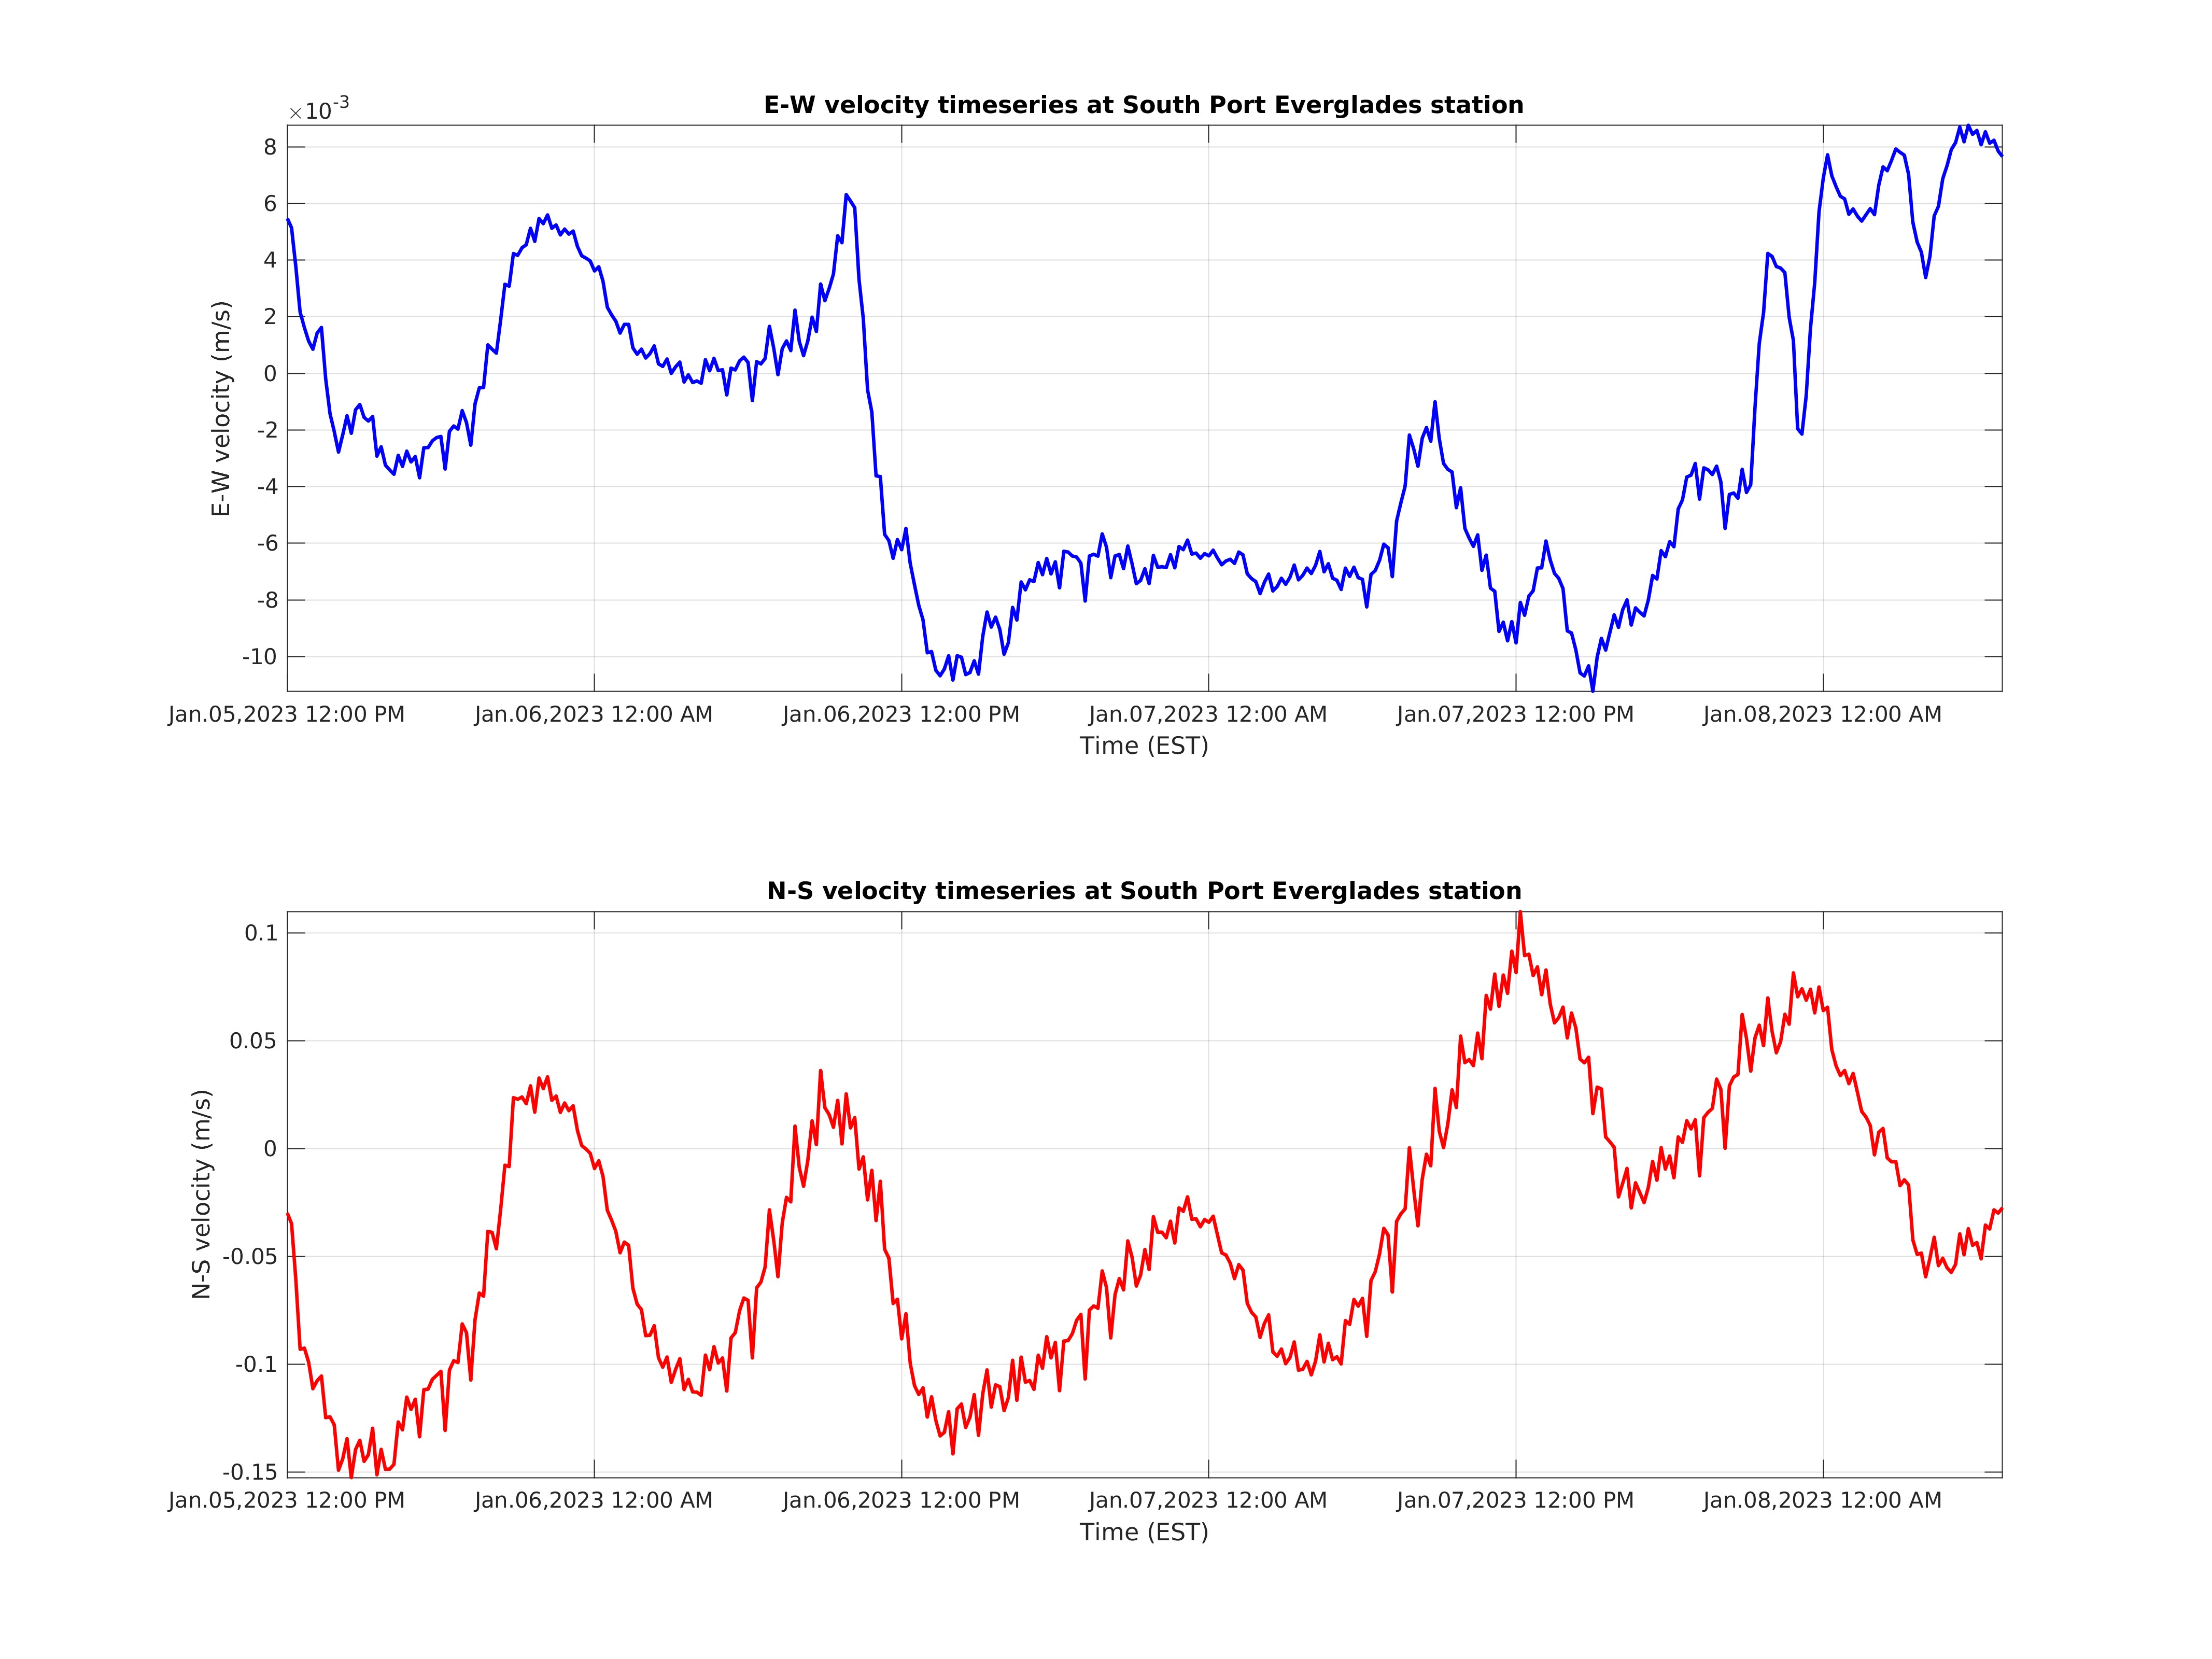 ×10-3
E-W velocity timeseries at South Port Everglades station
8
6
4
2
0
-2
-4
-6
-8
-10
E-W velocity (m/s)
Jan.05,2023 12:00 PM Jan.06,2023 12:00 AM Jan.06,2023 12:00 PM Jan.07,2023 12:00 AM Jan.07,2023 12:00 PM Jan.08,2023 12:00 AM
Time (EST)
N-S velocity timeseries at South Port Everglades station
0.1
0.05
0
-0.05
-0.1
-0.15
N-S velocity (m/s)
Jan.05,2023 12:00 PM Jan.06,2023 12:00 AM Jan.06,2023 12:00 PM Jan.07,2023 12:00 AM Jan.07,2023 12:00 PM Jan.08,2023 12:00 AM
Time (EST)